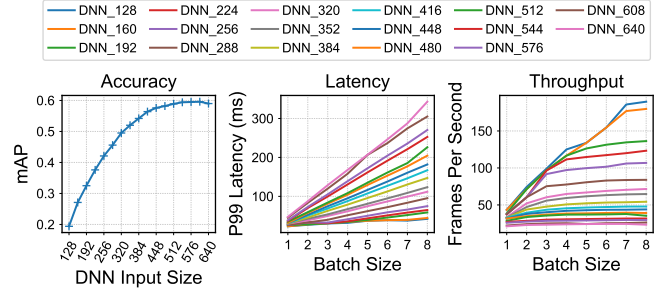 DNN_128 DNN_224 DNN_320 DNN_416 DNN_512 DNN_608
DNN_160 DNN_256 DNN_352 DNN_448 DNN_544 DNN_640
DNN_192 DNN_288 DNN_384 DNN_480 DNN_576
Accuracy Latency Throughput
mAP
0.6
0.5
0.4
0.3
0.2
128 192 256 320 384 448 512 576 640
DNN Input Size
P99 Latency (ms)
300
200
100
1 2 3 4 5 6 7 8
Batch Size
Frames Per Second
150
100
50
1 2 3 4 5 6 7 8
Batch Size